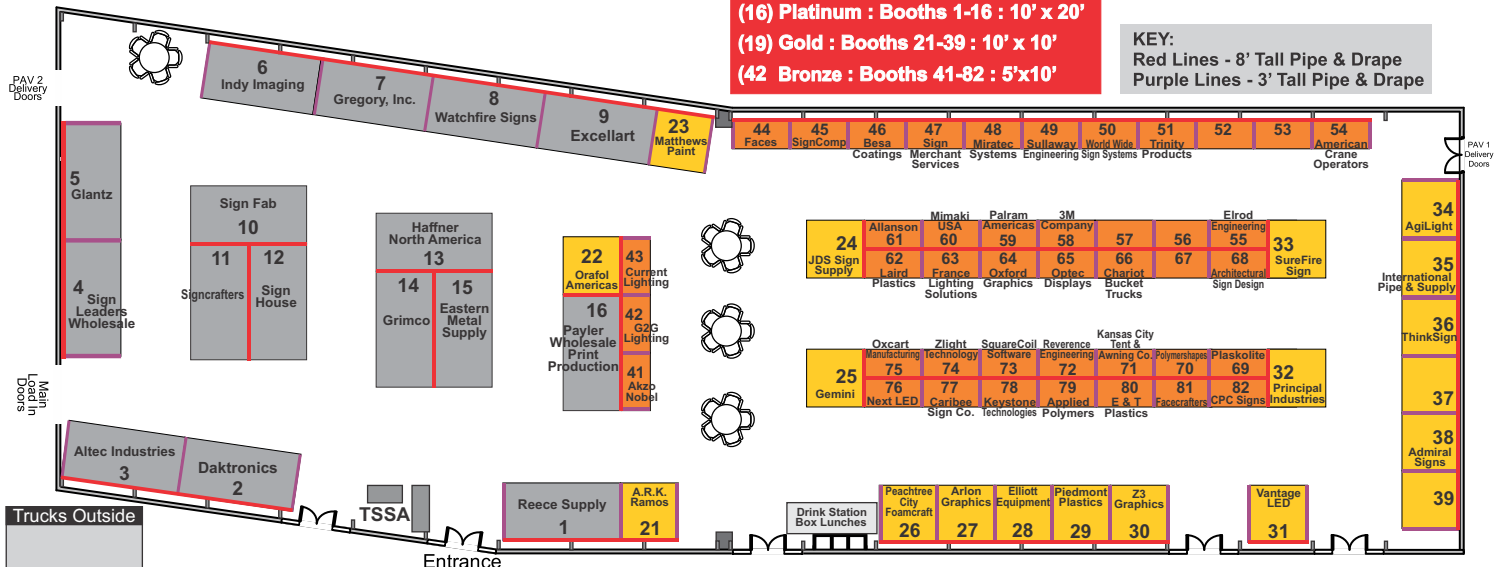 (16) Platinum : Booths 1-16 : 10' x 20'
(19) Gold : Booths 21-39 : 10' x 10'
(42 Bronze : Booths 41-82 : 5'x10'
KEY:
Red Lines - 8' Tall Pipe & Drape
Purple Lines - 3' Tall Pipe & Drape
PAV 2
Delivery
Doors
6
Indy Imaging
7
Gregory, Inc.
8
Watchfire Signs
9
Excellart
23
Matthews
Paint
44
Faces
45
SignComp
46
Besa
Coatings
47
Sign
Merchant
Services
48
Miratec
Systems
49
Sullaway
Engineering
50
World Wide
Sign Systems
51
Trinity
Products
52
53
54
American
Crane
Operators
PAV 1
Delivery
Doors
5
Glantz
4
Sign
Leaders
Wholesale
Sign Fab
10
11
Signcrafters
12
Sign
House
Haffner
North America
13
14
Grimco
15
Eastern
Metal
Supply
22
Orafol
Americas
43
Current
Lighting
16
Payler
Wholesale
Print
Production
42
G2G
Lighting
41
Akzo
Nobel
24
JDS Sign
Supply
Allanson
61
Mimaki
USA
60
Palram
Americas
59
3M
Company
58
57
56
Elrod
Engineering
55
33
SureFire
Sign
62
Laird
Plastics
63
France
Lighting
Solutions
64
Oxford
Graphics
65
Optec
Displays
66
Chariot
Bucket
Trucks
67
68
Architectural
Sign Design
34
AgiLight
35
International
Pipe & Supply
36
ThinkSign
37
38
Admiral
Signs
39
25
Gemini
Oxcart
Manufacturing
75
Zlight
Technology
74
SquareCoil
Software
73
Reverence
Engineering
72
Kansas City
Tent &
Awning Co.
71
Polymershapes
70
Plaskolite
69
32
Principal
Industries
76
Next LED
77
Caribee
Sign Co.
78
Keystone
Technologies
79
Applied
Polymers
80
E & T
Plastics
81
Facecrafters
82
CPC Signs
Main
Load In
Doors
Altec Industries
3
Daktronics
2
Trucks Outside
TSSA
Entrance
Reece Supply
1
A.R.K.
Ramos
21
Drink Station
Box Lunches
Peachtree
City
Foamcraft
26
Arlon
Graphics
27
Elliott
Equipment
28
Piedmont
Plastics
29
Z3
Graphics
30
Vantage
LED
31